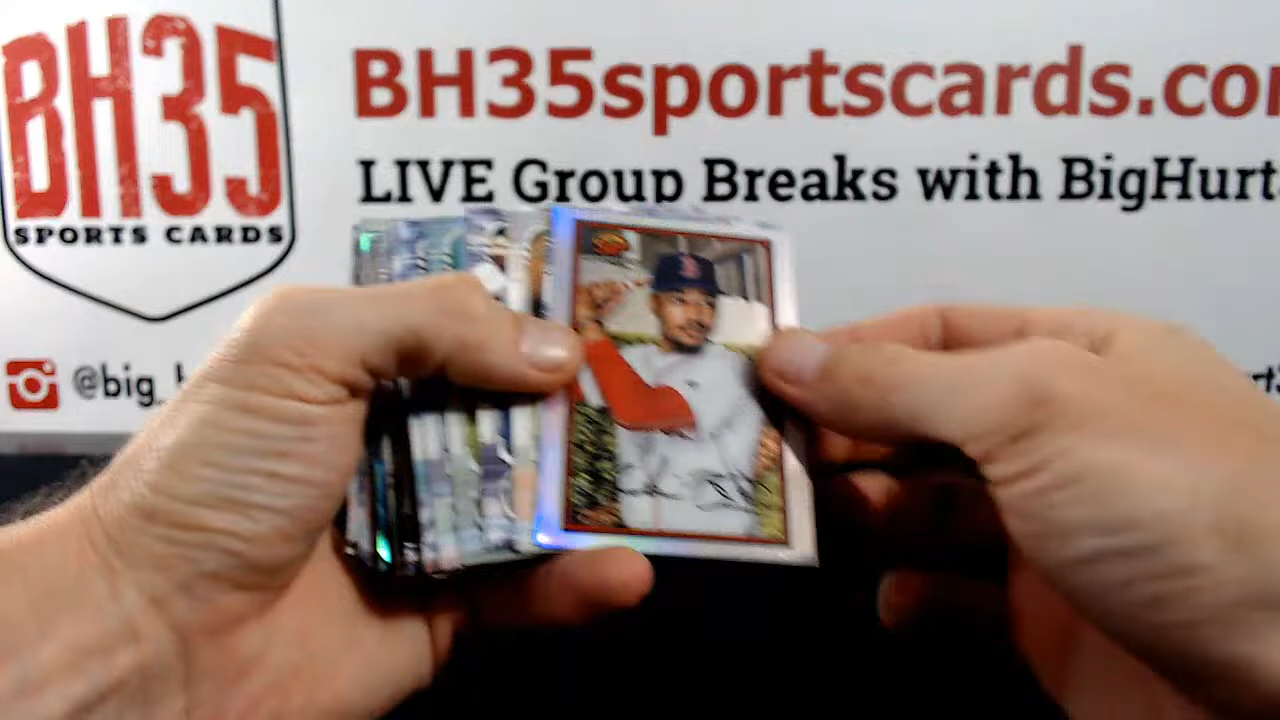 BH35
SPORTS CARDS
BH35sportscards.co
LIVE Group Breaks with BigHurt
@big_
B